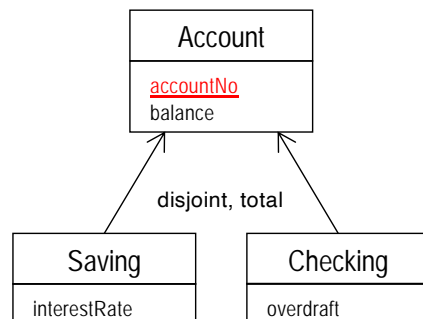 Account
accountNo
balance
disjoint, total
Saving
Checking
interestRate
overdraft